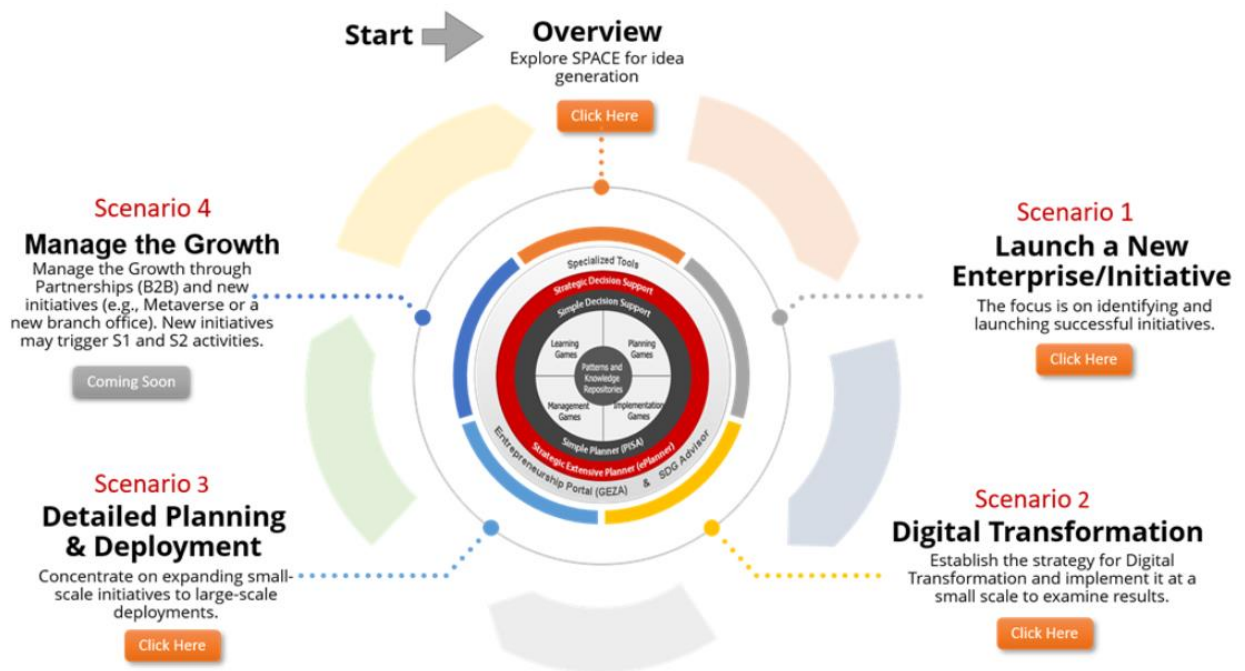 Start
Overview
Explore SPACE for idea
generation
Click Here
Scenario 1
Launch a New
Enterprise/Initiative
The focus is on identifying and
launching successful initiatives.
Click Here
Scenario 2
Digital Transformation
Establish the strategy for Digital
Transformation and implement it at a
small scale to examine results.
Click Here
Scenario 3
Detailed Planning
& Deployment
Concentrate on expanding small-
scale initiatives to large-scale
deployments.
Click Here
Scenario 4
Manage the Growth
Manage the Growth through
Partnerships (B2B) and new
initiatives (e.g., Metaverse or a
new branch office). New initiatives
may trigger S1 and S2 activities.
Coming Soon
Specialized Tools
Strategic Decision Support
Simple Decision Support
Learning
Games
Planning
Games
Patterns and
Knowledge
Repositories
Management
Games
Implementation
Games
Simple Planner (PISA)
Strategic Extensive Planner (ePlanner)
Entrepreneurship Portal (GEZA) & SDG Advisor